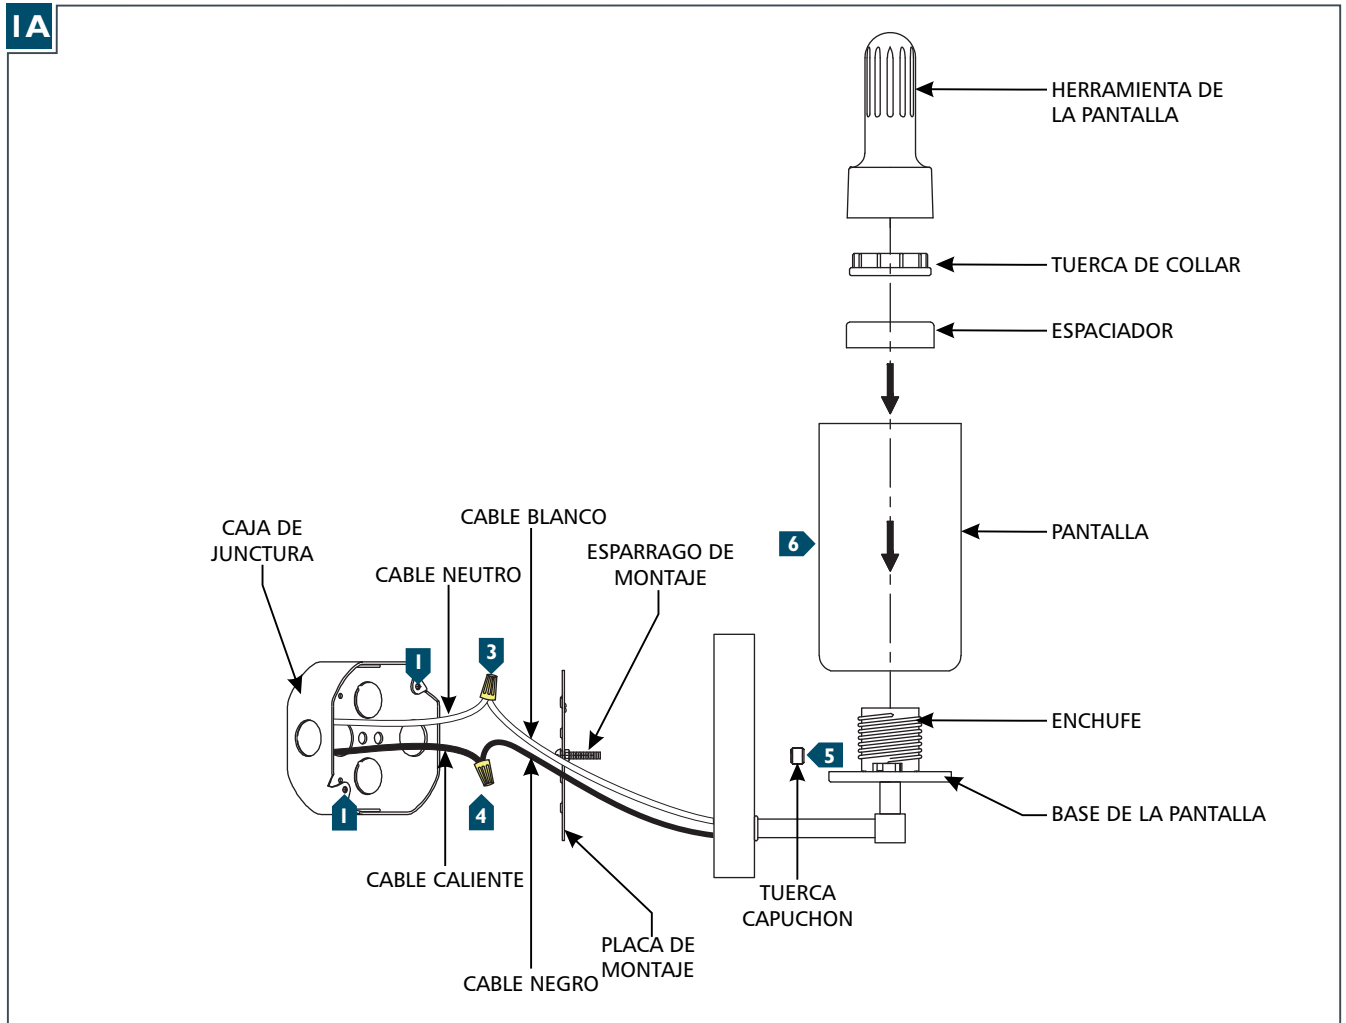 1A
HERRAMIENTA DE
LA PANTALLA
TUERCA DE COLLAR
ESPACIADOR
PANTALLA
6
CABLE BLANCO
CAJA DE
JUNCTURA
ESPARRAGO DE
MONTAJE
CABLE NEUTRO
1
3
ENCHUFE
5
BASE DE LA PANTALLA
1
4
CABLE CALIENTE
TUERCA
CAPUCHON
PLACA DE
MONTAJE
CABLE NEGRO